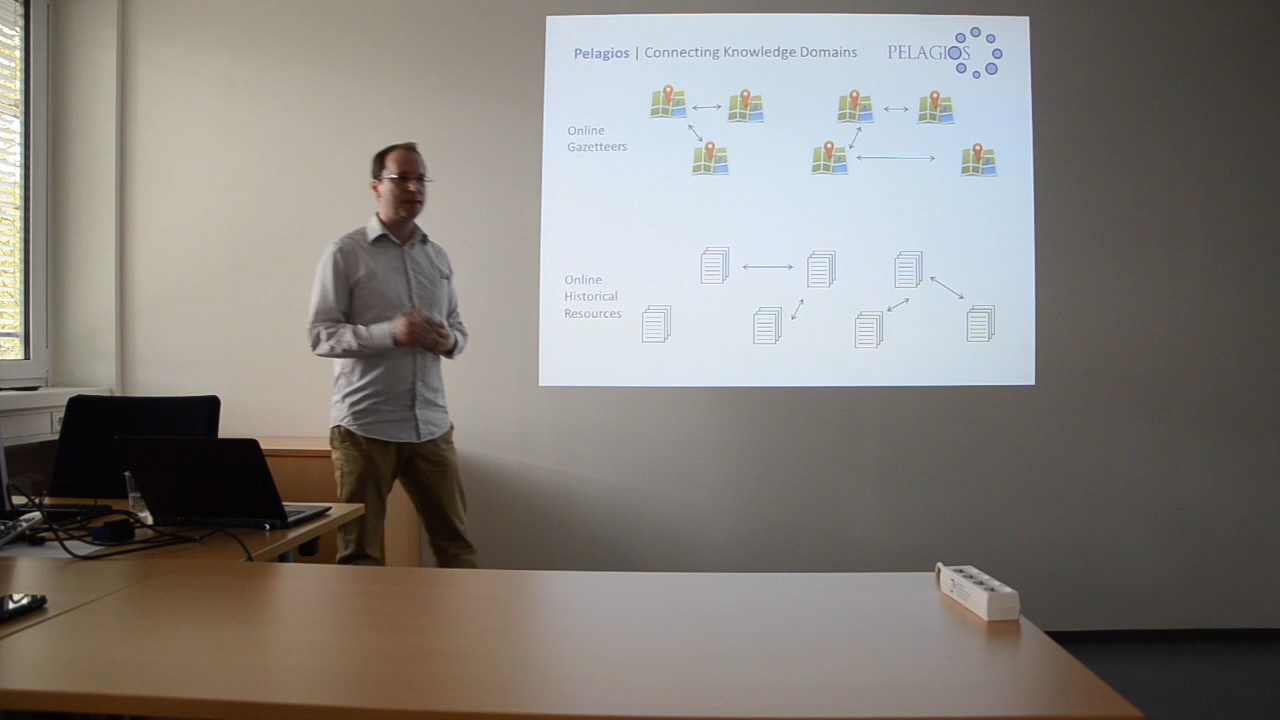 Pelagios | Connecting Knowledge Domains
PELAGIOS
Online
Gazetteers
Online
Historical
Resources